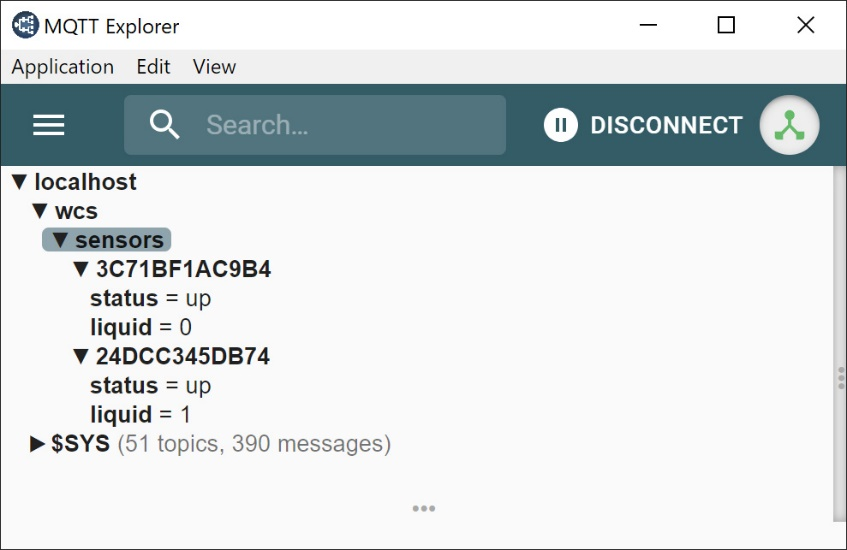 MQTT Explorer
Application Edit View
Search... DISCONNECT
▼ localhost
▼ wcs
▼ sensors
▼ 3C71BF1AC9B4
status = up
liquid = 0
▼ 24DCC345DB74
status = up
liquid = 1
▶ $SYS (51 topics, 390 messages)